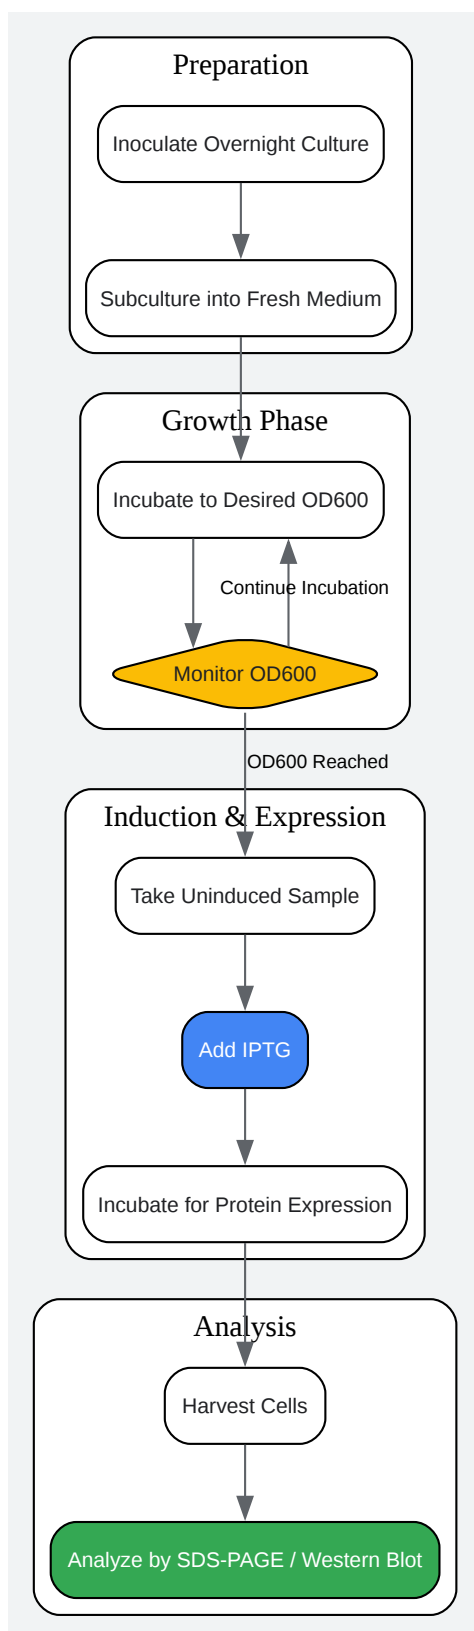 Preparation
Inoculate Overnight Culture
Subculture into Fresh Medium
Growth Phase
Incubate to Desired OD600
Continue Incubation
Monitor OD600
OD600 Reached
Induction & Expression
Take Uninduced Sample
Add IPTG
Incubate for Protein Expression
Analysis
Harvest Cells
Analyze by SDS-PAGE / Western Blot